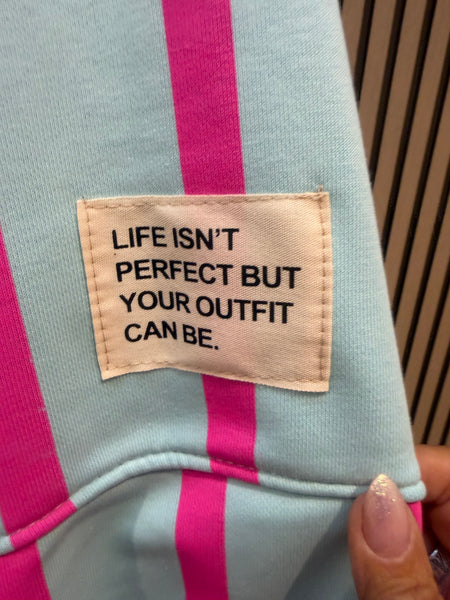 LIFE ISN'T
PERFECT BUT
YOUR OUTFIT
CAN BE.